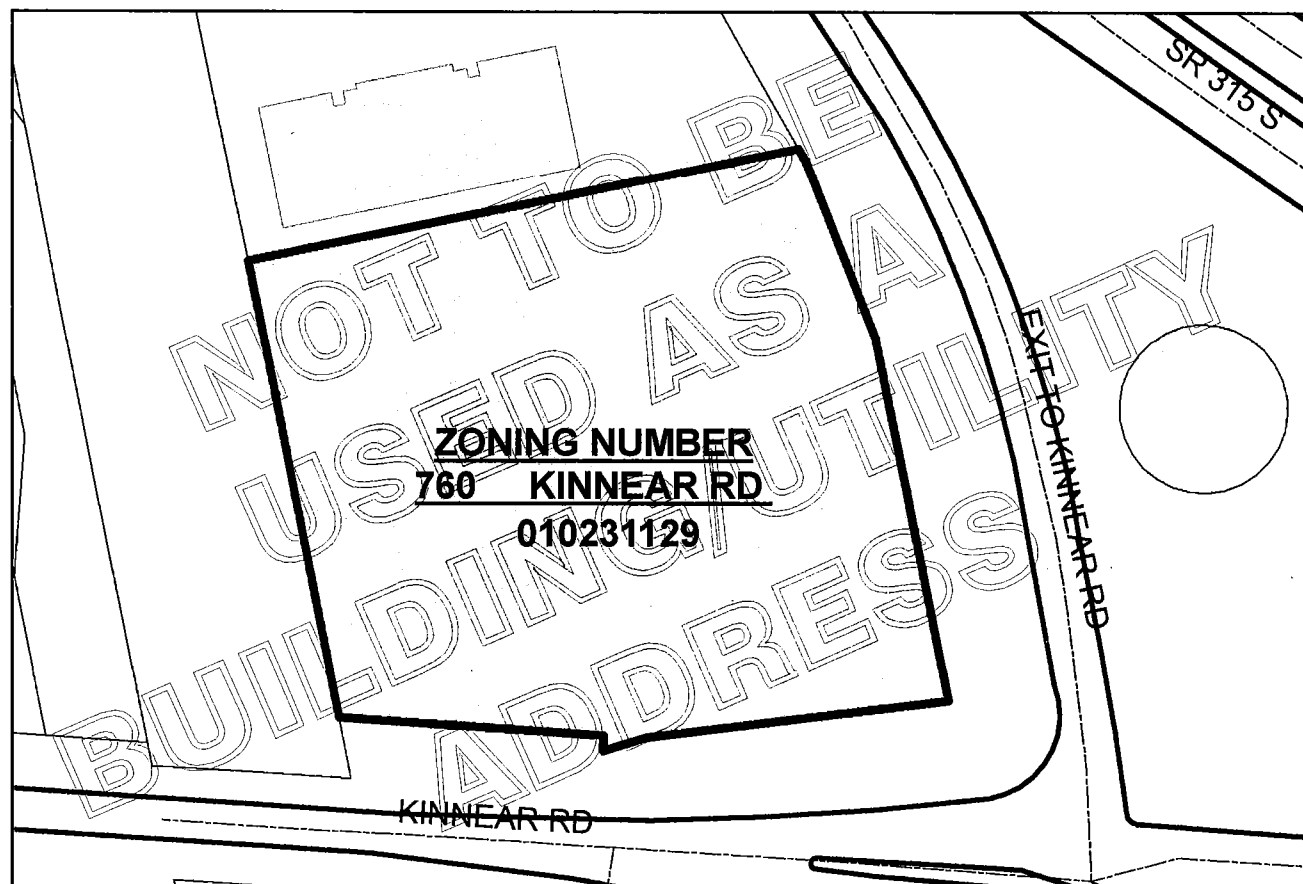 SR 315 S
NOT TO BE
USED AS A
BUILDING/UTILITY
ADDRESS
ZONING NUMBER
760 KINNEAR RD
010231129
EXIT TO KINNEAR RD
KINNEAR RD